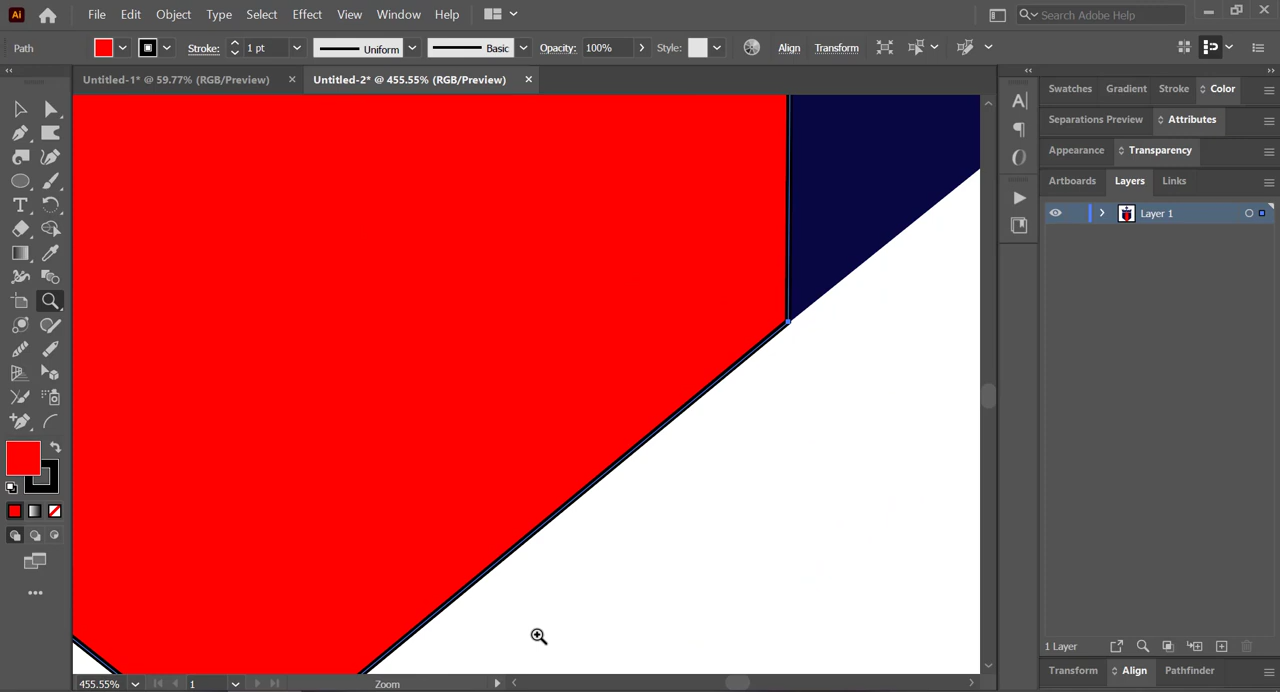 Ai File Edit Object Type Select Effect View Window Help Search Adobe Help
Path Stroke: 1 pt Uniform Basic Opacity: 100% Style: Align Transform
Untitled-1* @ 59.77% (RGB/Preview) Untitled-2* @ 455.55% (RGB/Preview)
Swatches Gradient Stroke Color
Separations Preview Attributes
Appearance Transparency
Artboards Layers Links
Layer 1
1 Layer
Transform Align Pathfinder
455.55% 1 Zoom